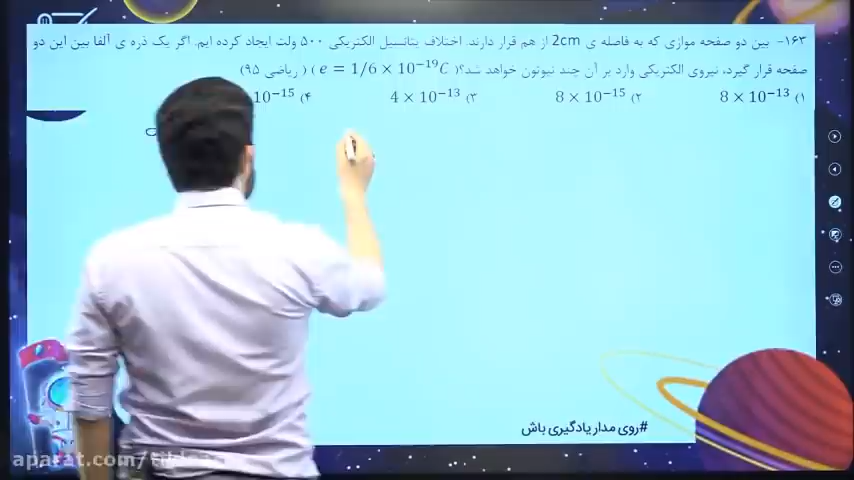 ۱۶۳- بین دو صفحه موازی که به فاصله ی 2cm از هم قرار دارند. اختلاف پتانسیل الکتریکی ۵۰۰ ولت ایجاد کرده ایم. اگر یک ذره ی آلفا بین این دو
صفحه قرار گیرد، نیروی الکتریکی وارد بر آن چند نیوتون خواهد شد؟( e = 1/6 × 10⁻¹⁹C ) ( ریاضی ۹۵)
۱) 8 × 10⁻¹³ ۲) 8 × 10⁻¹⁵ ۳) 4 × 10⁻¹³ ۴) 10⁻¹⁵
#روی مدار یادگیری باش